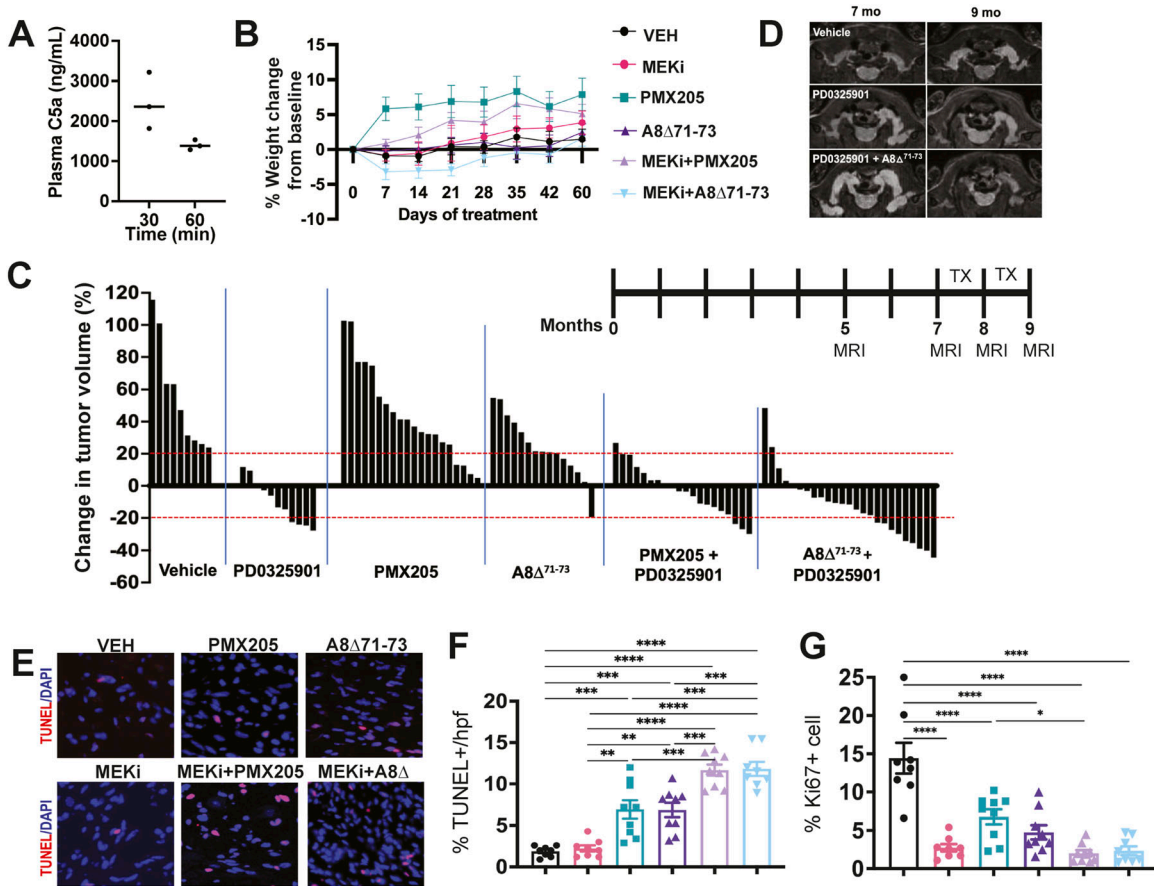 A
Plasma C5a (ng/mL)
4000
3000
2000
1000
0
30
60
Time (min)
B
% Weight change
from baseline
15
10
5
0
-5
-10
0
7
14
21
28
35
42
60
Days of treatment
VEH
MEKi
PMX205
A8Δ71-73
MEKi+PMX205
MEKi+A8Δ71-73
D
7 mo
9 mo
Vehicle
PD0325901
PD0325901 + A8Δ71-73
C
Change in tumor volume (%)
120
100
80
60
40
20
0
-20
-40
-60
Vehicle
PD0325901
PMX205
A8Δ71-73
PMX205 +
PD0325901
A8Δ71-73 +
PD0325901
TX
TX
Months
0
5
7
8
9
MRI
MRI
MRI
MRI
E
VEH
PMX205
A8Δ71-73
TUNEL/DAPI
MEKi
MEKi+PMX205
MEKi+A8Δ
TUNEL/DAPI
F
% TUNEL+/hpf
20
15
10
5
0
****
****
***
***
***
***
****
****
**
***
**
***
G
% Ki67+ cell
25
20
15
10
5
0
****
****
****
****
*
****